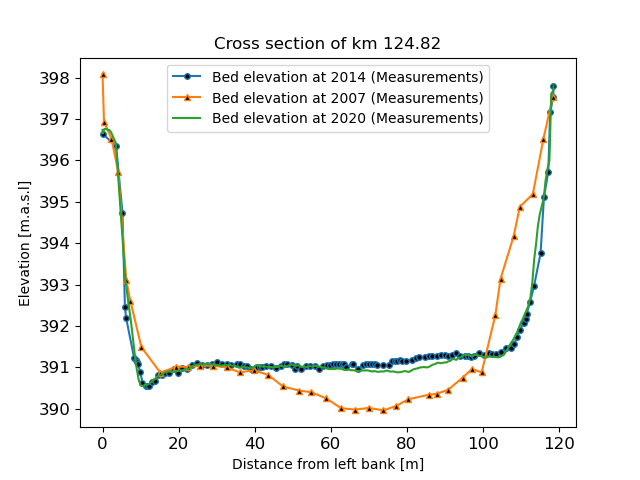 Cross section of km 124.82
Bed elevation at 2014 (Measurements)
Bed elevation at 2007 (Measurements)
Bed elevation at 2020 (Measurements)
Elevation [m.a.s.l]
398
397
396
395
394
393
392
391
390
0 20 40 60 80 100 120
Distance from left bank [m]